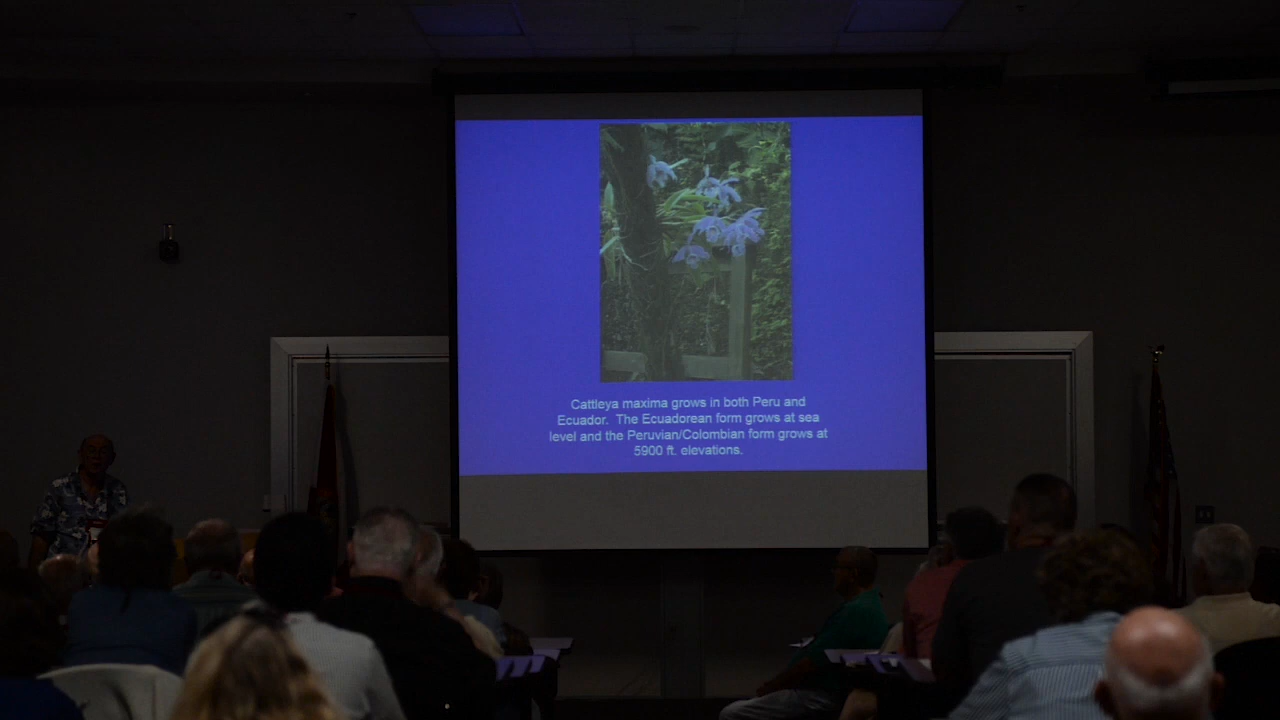 Cattleya maxima grows in both Peru and
Ecuador.  The Ecuadorean form grows at sea
level and the Peruvian/Colombian form grows at
5900 ft. elevations.